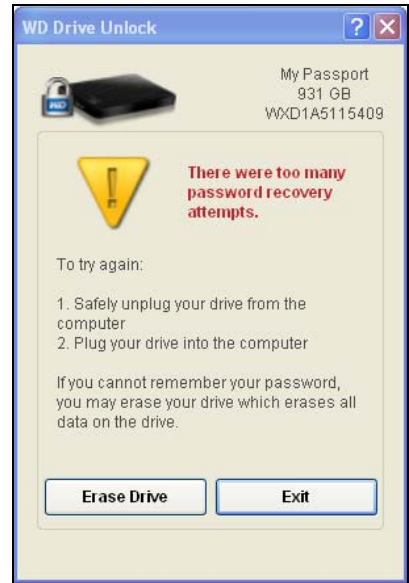 WD Drive Unlock
My Passport
931 GB
WXD1A5115409
WD
There were too many
password recovery
attempts.
To try again:
1. Safely unplug your drive from the
computer
2. Plug your drive into the computer
If you cannot remember your password,
you may erase your drive which erases all
data on the drive.
Erase Drive
Exit